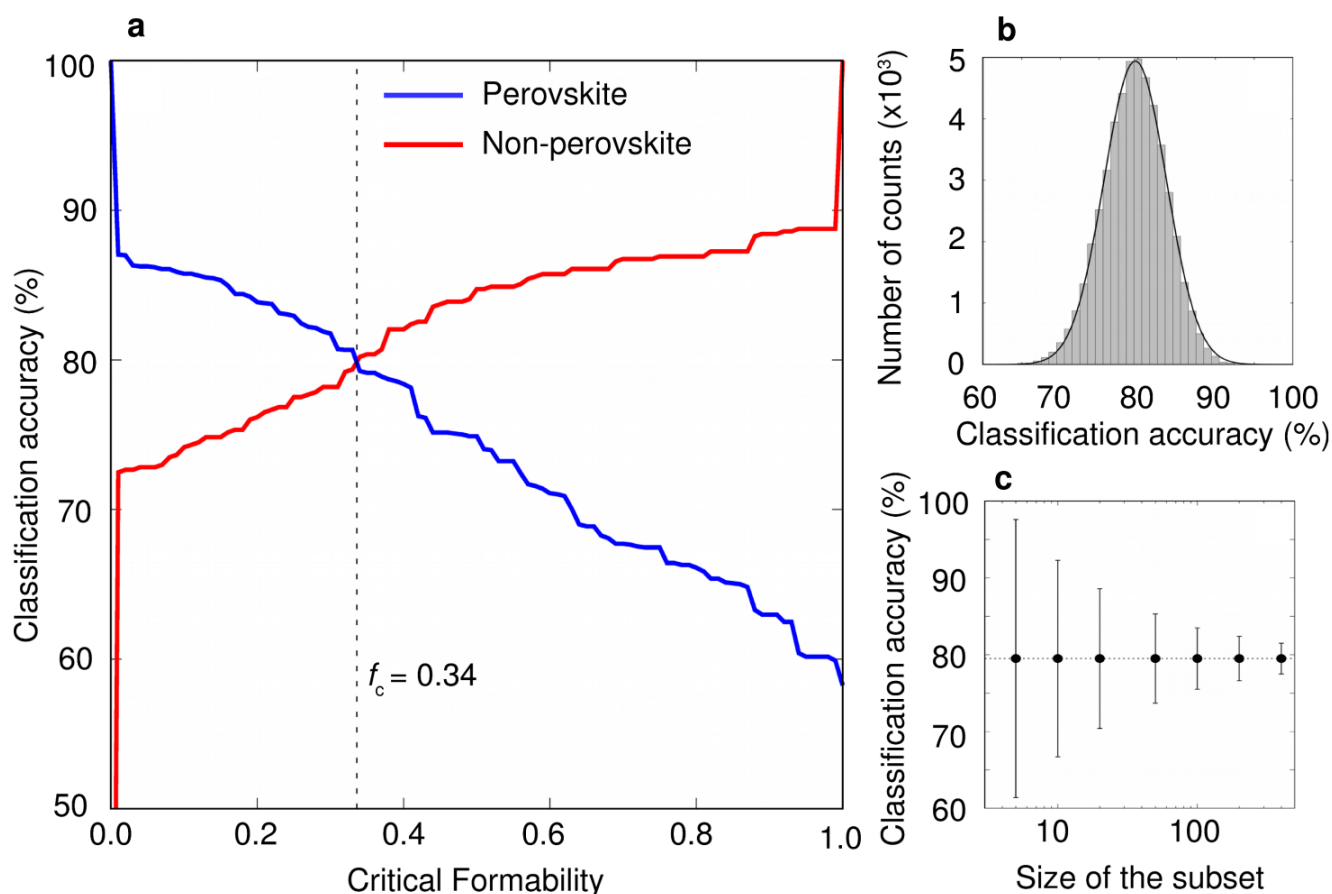 a
100
90
80
70
60
50
Classification accuracy (%)
Perovskite
Non-perovskite
fc = 0.34
0.0 0.2 0.4 0.6 0.8 1.0
Critical Formability
b
5
4
3
2
1
0
Number of counts (x10³)
60 70 80 90 100
Classification accuracy (%)
c
100
90
80
70
60
Classification accuracy (%)
10 100
Size of the subset